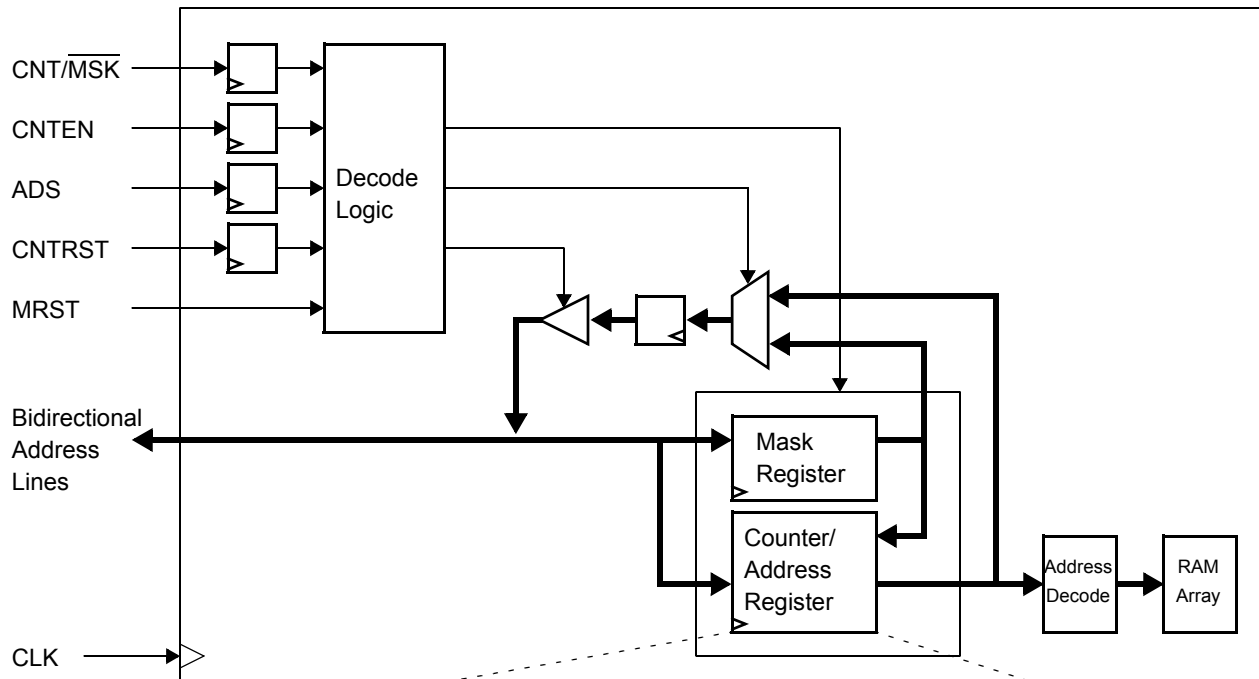 CNT/M̅S̅K̅
CNTEN
ADS
CNTRST
MRST
Decode
Logic
Bidirectional
Address
Lines
Mask
Register
Counter/
Address
Register
Address
Decode
RAM
Array
CLK